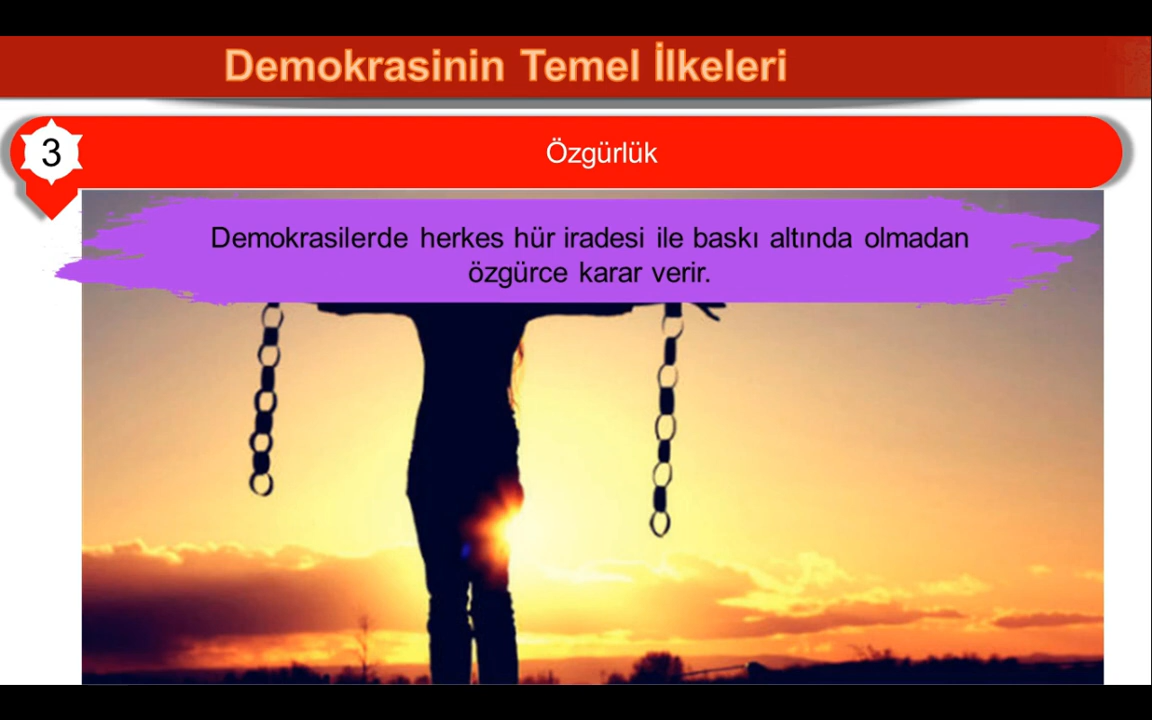 Demokrasinin Temel İlkeleri
3
Özgürlük
Demokrasilerde herkes hür iradesi ile baskı altında olmadan
özgürce karar verir.